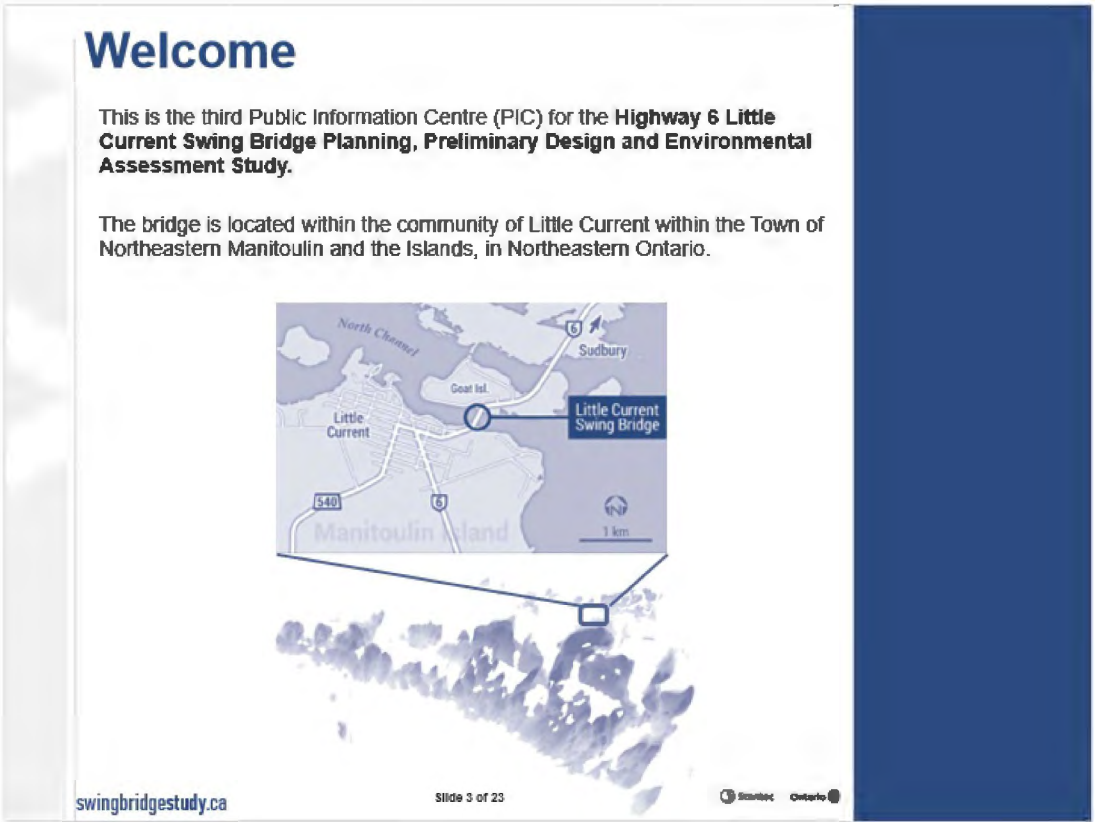 Welcome
This is the third Public Information Centre (PIC) for the Highway 6 Little
Current Swing Bridge Planning, Preliminary Design and Environmental
Assessment Study.
The bridge is located within the community of Little Current within the Town of
Northeastern Manitoulin and the Islands, in Northeastern Ontario.
North Channel
6
Sudbury
Goat Isl.
Little
Current
Little Current
Swing Bridge
540
6
N
Manitoulin Island
1 km
swingbridgestudy.ca
Slide 3 of 23
Stantec
Ontario